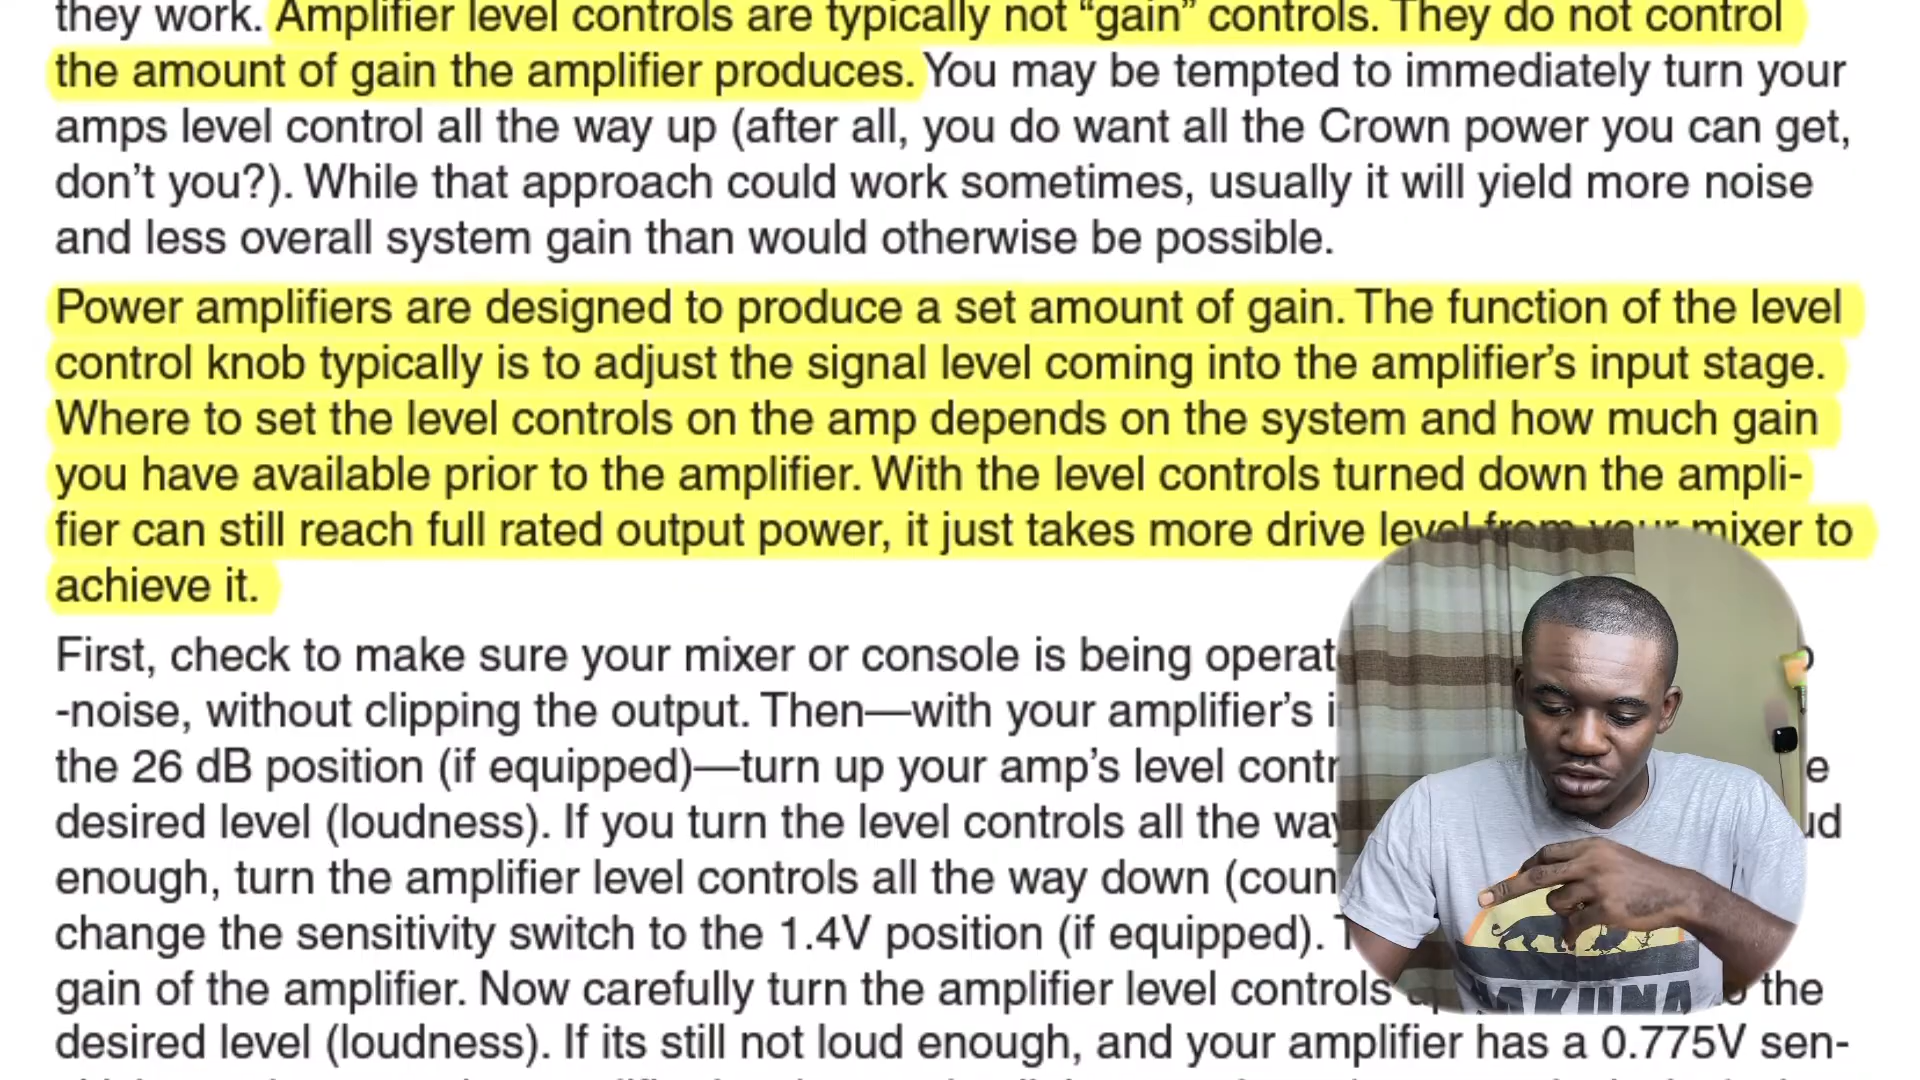 they work. Amplifier level controls are typically not “gain” controls. They do not control
the amount of gain the amplifier produces. You may be tempted to immediately turn your
amps level control all the way up (after all, you do want all the Crown power you can get,
don’t you?). While that approach could work sometimes, usually it will yield more noise
and less overall system gain than would otherwise be possible.
Power amplifiers are designed to produce a set amount of gain. The function of the level
control knob typically is to adjust the signal level coming into the amplifier’s input stage.
Where to set the level controls on the amp depends on the system and how much gain
you have available prior to the amplifier. With the level controls turned down the ampli-
fier can still reach full rated output power, it just takes more drive level from your mixer to
achieve it.
First, check to make sure your mixer or console is being
-noise, without clipping the output. Then—with your amplifier’s
the 26 dB position (if equipped)—turn up your amp’s level
desired level (loudness). If you turn the level controls all the
enough, turn the amplifier level controls all the way down
change the sensitivity switch to the 1.4V position (if equipped).
gain of the amplifier. Now carefully turn the amplifier level controls the
desired level (loudness). If its still not loud enough, and your amplifier has a 0.775V sen-